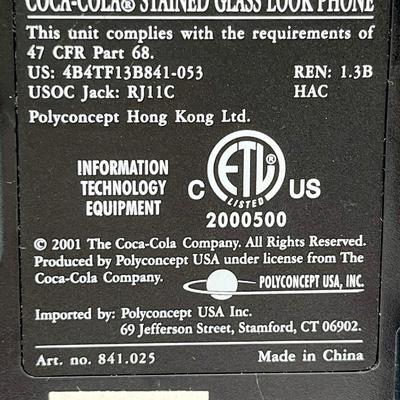 COCA-COLA® STAINED GLASS LOOK PHONE
This unit complies with the requirements of
47 CFR Part 68.
US: 4B4TF13B841-053 REN: 1.3B
USOC Jack: RJ11C HAC
Polyconcept Hong Kong Ltd.
INFORMATION
TECHNOLOGY
EQUIPMENT
C ETL US
LISTED
2000500
© 2001 The Coca-Cola Company. All Rights Reserved.
Produced by Polyconcept USA under license from The
Coca-Cola Company.
POLYCONCEPT USA, INC.
Imported by: Polyconcept USA Inc.
69 Jefferson Street, Stamford, CT 06902.
Art. no. 841.025 Made in China